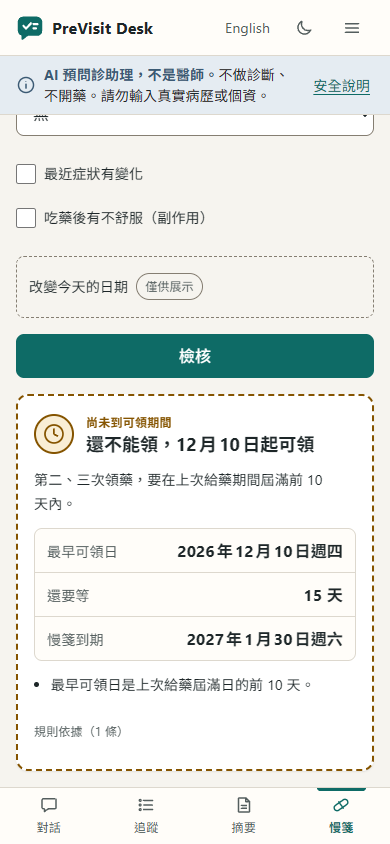 PreVisit Desk
English
AI 預問診助理，不是醫師。不做診斷、
不開藥。請勿輸入真實病歷或個資。
安全說明
無
最近症狀有變化
吃藥後有不舒服（副作用）
改變今天的日期
僅供展示
檢核
尚未到可領期間
還不能領，12 月 10 日起可領
第二、三次領藥，要在上次給藥期間屆滿前 10
天內。
最早可領日
2026 年 12 月 10 日週四
還要等
15 天
慢箋到期
2027 年 1 月 30 日週六
• 最早可領日是上次給藥屆滿日的前 10 天。
規則依據（1 條）
對話
追蹤
摘要
慢箋